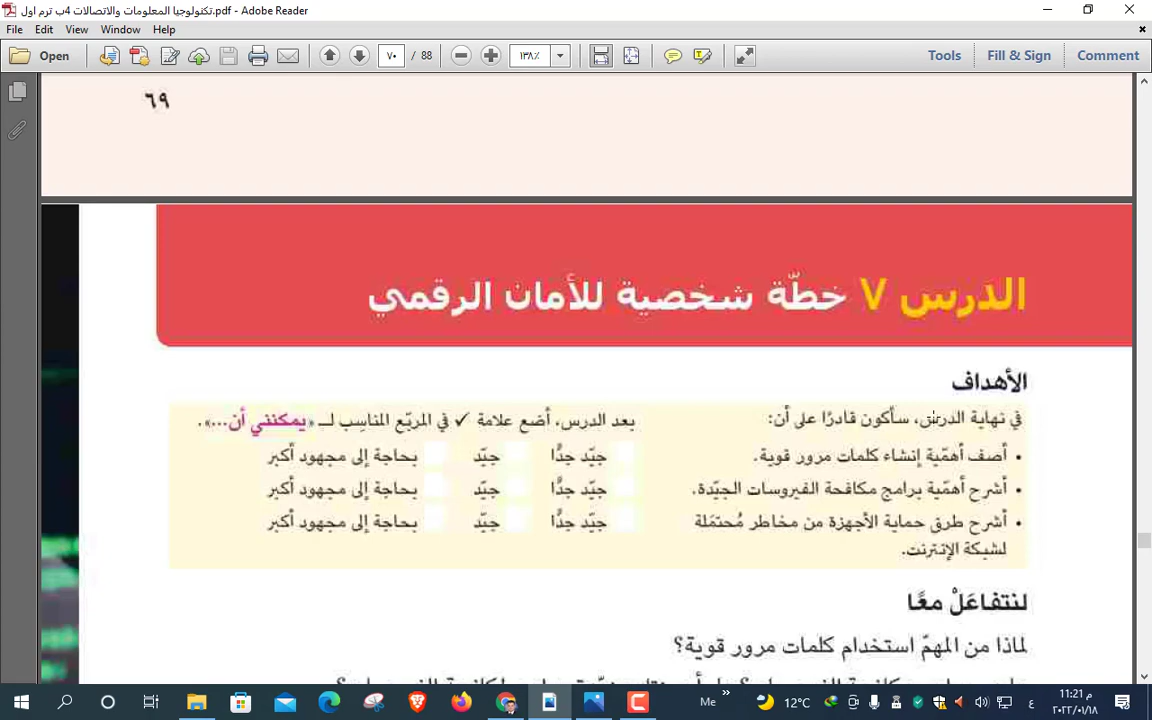 تكنولوجيا المعلومات والاتصالات 4ب ترم اول.pdf - Adobe Reader
File Edit View Window Help
Open ٧٠ / 88 ١٣٨٪ Tools Fill & Sign Comment
٦٩
الدرس ٧ خطّة شخصية للأمان الرقمي
الأهداف
في نهاية الدرس، سأكون قادرًا على أن:
بعد الدرس، أضع علامة ✓ في المربّع المناسِب لــ «يمكنني أن...».
• أصف أهمّية إنشاء كلمات مرور قوية.
جيّد جدًّا جيّد بحاجة إلى مجهود أكبر
• أشرح أهمّية برامج مكافحة الفيروسات الجيّدة.
جيّد جدًّا جيّد بحاجة إلى مجهود أكبر
• أشرح طرق حماية الأجهزة من مخاطر مُحتمَلة
لشبكة الإنترنت.
جيّد جدًّا جيّد بحاجة إلى مجهود أكبر
لنتفاعَلْ معًا
لماذا من المهمّ استخدام كلمات مرور قوية؟
Me » 12°C ع 11:21 م
٢٠٢٢/٠١/١٨